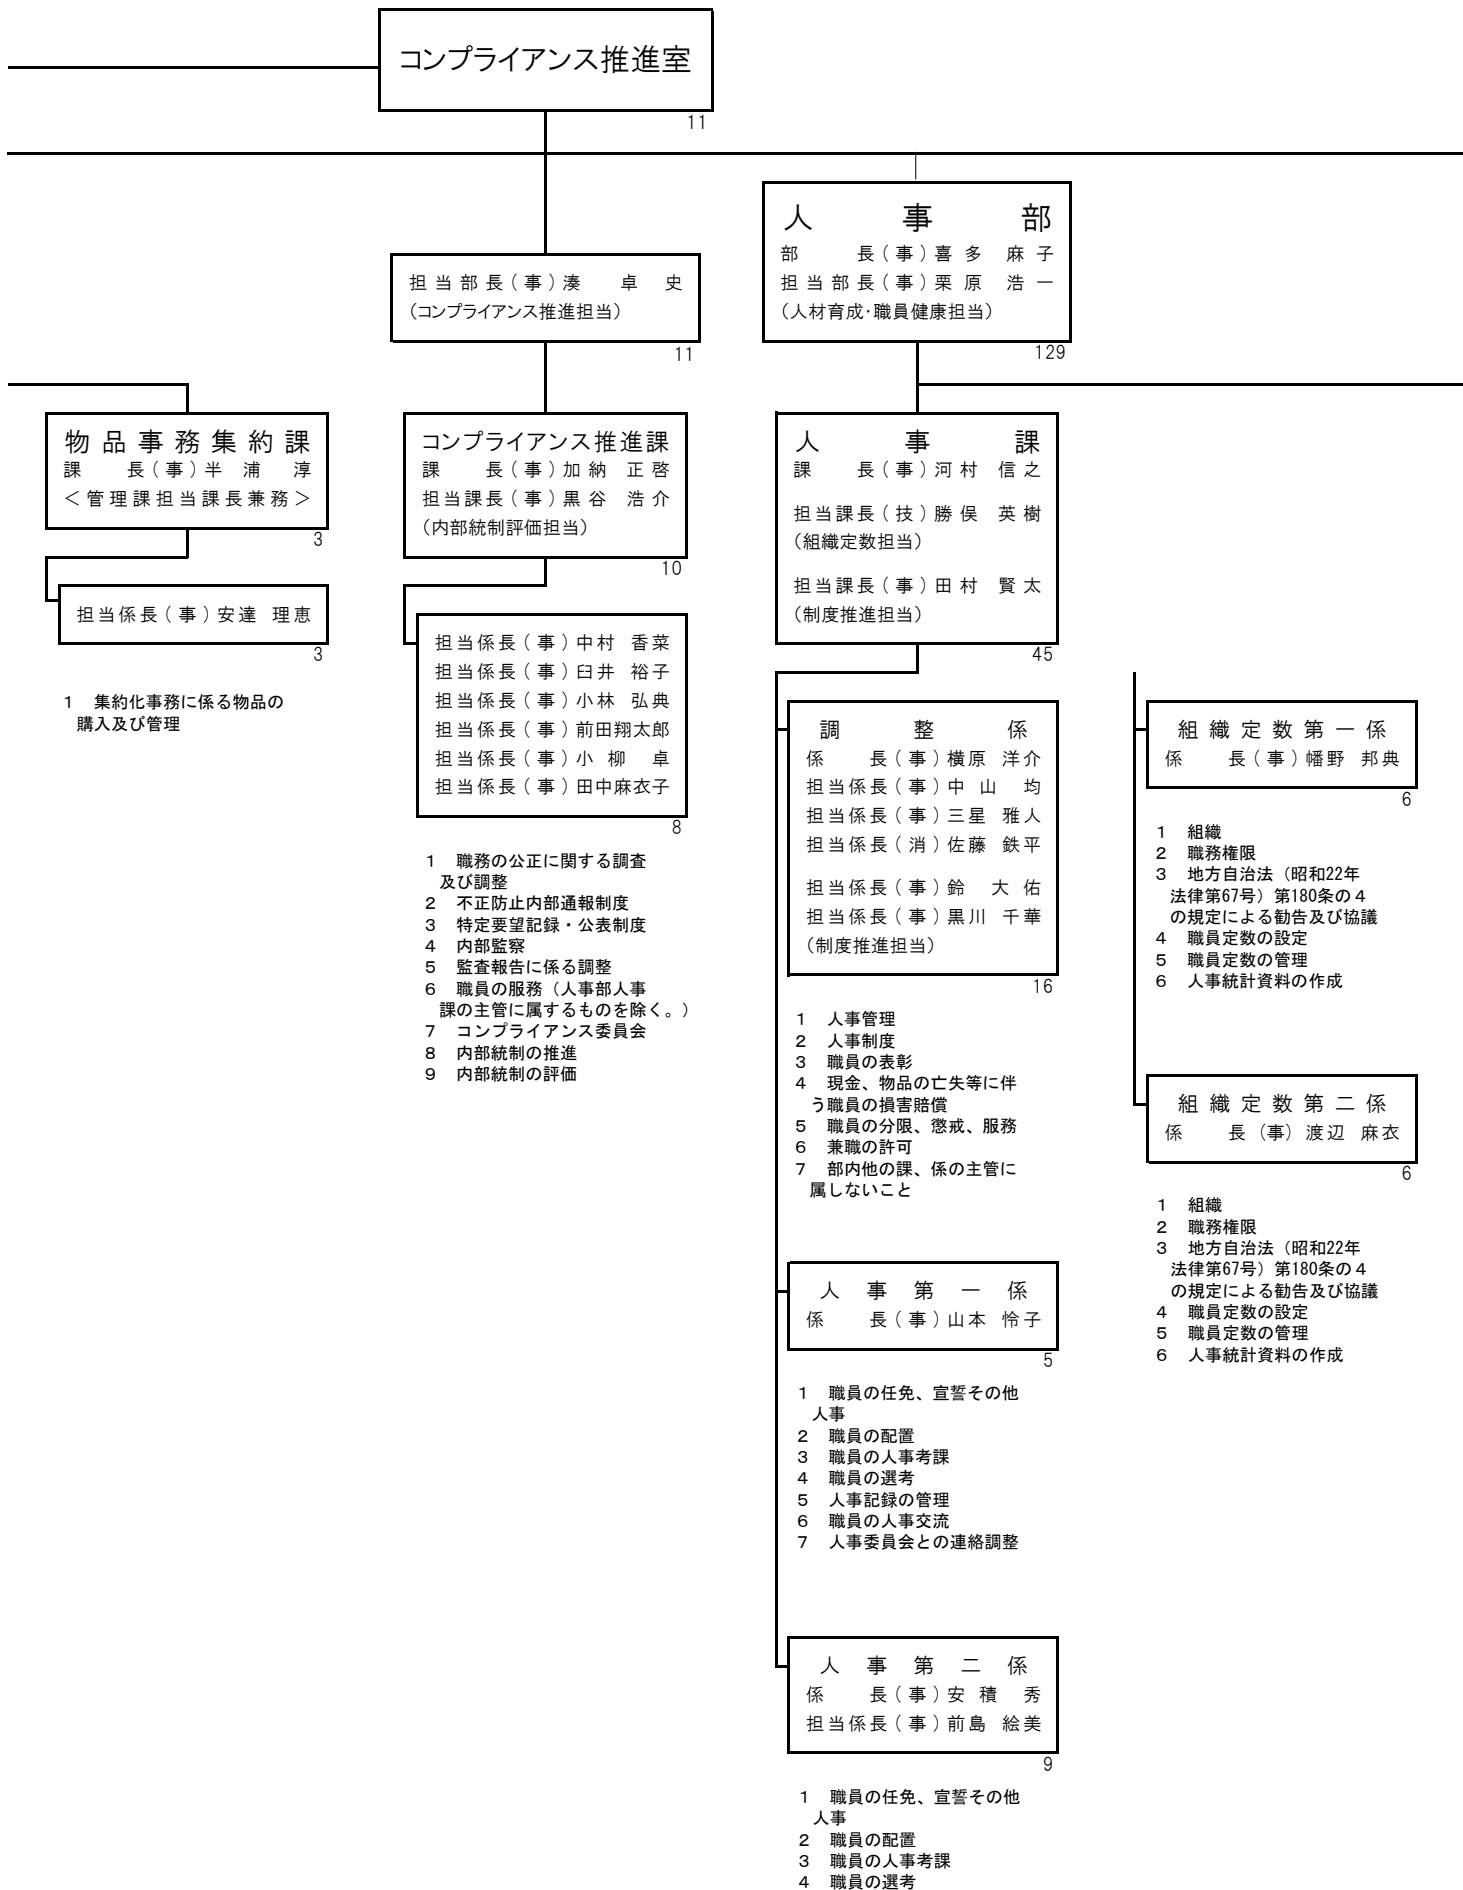 コンプライアンス推進室
11
担当部長（事）湊　卓　史
（コンプライアンス推進担当）
11
人事部
部　　長（事）喜多　麻子
担当部長（事）栗原　浩一
（人材育成・職員健康担当）
129
物品事務集約課
課　　長（事）半浦　淳
＜管理課担当課長兼務＞
3
担当係長（事）安達　理恵
3
１　集約化事務に係る物品の
購入及び管理
コンプライアンス推進課
課　　長（事）加納　正啓
担当課長（事）黒谷　浩介
（内部統制評価担当）
10
担当係長（事）中村　香菜
担当係長（事）臼井　裕子
担当係長（事）小林　弘典
担当係長（事）前田翔太郎
担当係長（事）小柳　卓
担当係長（事）田中麻衣子
8
１　職務の公正に関する調査
及び調整
２　不正防止内部通報制度
３　特定要望記録・公表制度
４　内部監察
５　監査報告に係る調整
６　職員の服務（人事部人事
課の主管に属するものを除く。）
７　コンプライアンス委員会
８　内部統制の推進
９　内部統制の評価
人事課
課　　長（事）河村　信之
担当課長（技）勝俣　英樹
（組織定数担当）
担当課長（事）田村　賢太
（制度推進担当）
45
調整係
係　　長（事）横原　洋介
担当係長（事）中山　均
担当係長（事）三星　雅人
担当係長（消）佐藤　鉄平
担当係長（事）鈴　大佑
担当係長（事）黒川　千華
（制度推進担当）
16
１　人事管理
２　人事制度
３　職員の表彰
４　現金、物品の亡失等に伴
う職員の損害賠償
５　職員の分限、懲戒、服務
６　兼職の許可
７　部内他の課、係の主管に
属しないこと
人事第一係
係　　長（事）山本　怜子
5
１　職員の任免、宣誓その他
人事
２　職員の配置
３　職員の人事考課
４　職員の選考
５　人事記録の管理
６　職員の人事交流
７　人事委員会との連絡調整
人事第二係
係　　長（事）安積　秀
担当係長（事）前島　絵美
9
１　職員の任免、宣誓その他
人事
２　職員の配置
３　職員の人事考課
４　職員の選考
組織定数第一係
係　　長（事）幡野　邦典
6
１　組織
２　職務権限
３　地方自治法（昭和22年
法律第67号）第180条の４
の規定による勧告及び協議
４　職員定数の設定
５　職員定数の管理
６　人事統計資料の作成
組織定数第二係
係　　長（事）渡辺　麻衣
6
１　組織
２　職務権限
３　地方自治法（昭和22年
法律第67号）第180条の４
の規定による勧告及び協議
４　職員定数の設定
５　職員定数の管理
６　人事統計資料の作成